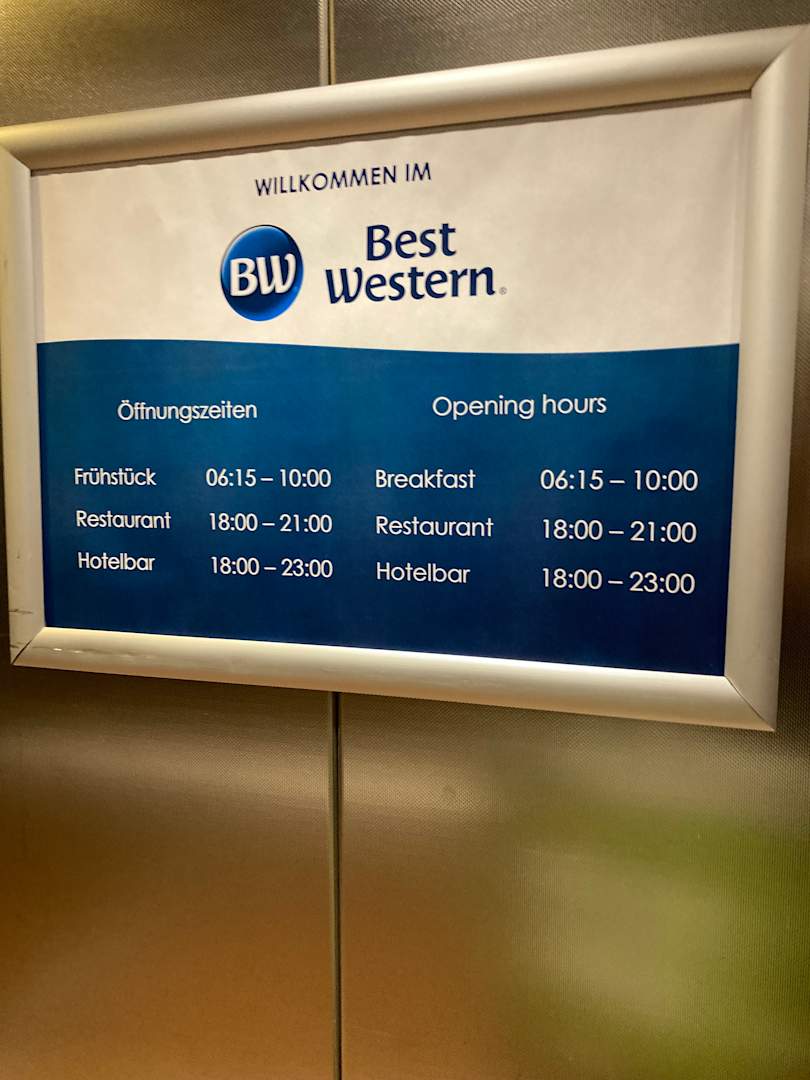 WILLKOMMEN IM
BW
Best
Western®
Öffnungszeiten
Frühstück 06:15 – 10:00
Restaurant 18:00 – 21:00
Hotelbar 18:00 – 23:00
Opening hours
Breakfast 06:15 – 10:00
Restaurant 18:00 – 21:00
Hotelbar 18:00 – 23:00